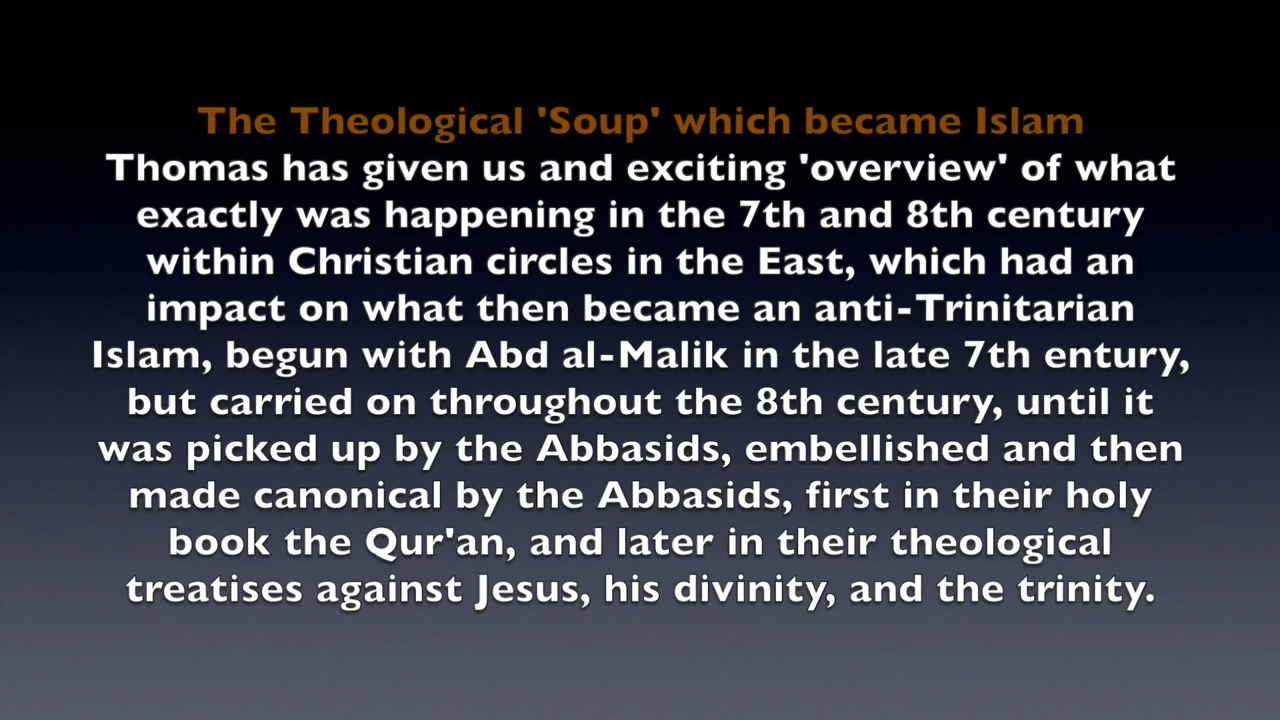 The Theological 'Soup' which became Islam
Thomas has given us and exciting 'overview' of what
exactly was happening in the 7th and 8th century
within Christian circles in the East, which had an
impact on what then became an anti-Trinitarian
Islam, begun with Abd al-Malik in the late 7th entury,
but carried on throughout the 8th century, until it
was picked up by the Abbasids, embellished and then
made canonical by the Abbasids, first in their holy
book the Qur'an, and later in their theological
treatises against Jesus, his divinity, and the trinity.